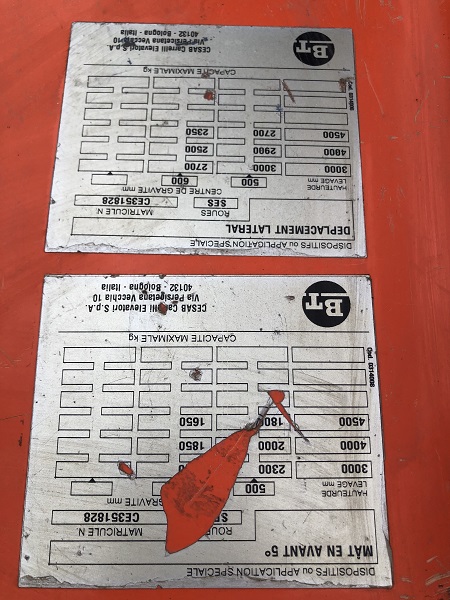 DISPOSITIFS ou APPLICATION SPECIALE
MÂT EN AVANT 5°
MATRICULE N.
CE351828
HAUTEURDE
LEVAGE mm
GRAVITE mm
500
3000 2300
4000 2000 1850
4500 1800 1650
CAPACITE MAXIMALE kg
BT
CESAB Carrelli Elevatori S.p.A.
Via Persicetana Vecchia 10
40132 - Bologna - Italia
DISPOSITIFS ou APPLICATION SPECIALE
DEPLACEMENT LATERAL
ROUES MATRICULE N.
SES CE351828
HAUTEURDE
LEVAGE mm
CENTRE DE GRAVITE mm
500 600
3000 3000 2700
4000 2900 2500
4500 2700 2350
CAPACITE MAXIMALE kg
BT
CESAB Carrelli Elevatori S.p.A.
Via Persicetana Vecchia 10
40132 - Bologna - Italia